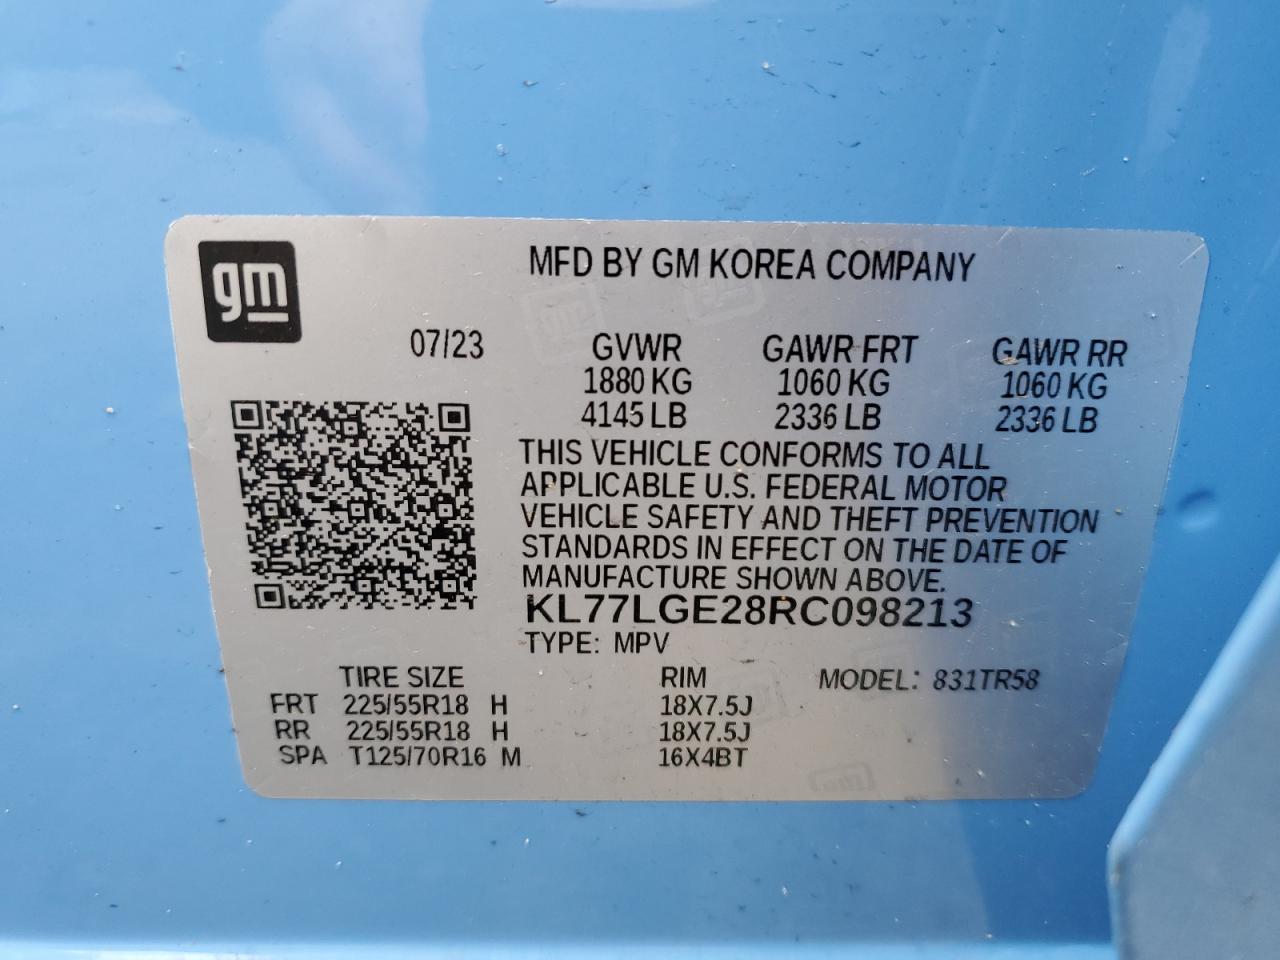 gm
MFD BY GM KOREA COMPANY
07/23 GVWR GAWR FRT GAWR RR
1880 KG 1060 KG 1060 KG
4145 LB 2336 LB 2336 LB
THIS VEHICLE CONFORMS TO ALL
APPLICABLE U.S. FEDERAL MOTOR
VEHICLE SAFETY AND THEFT PREVENTION
STANDARDS IN EFFECT ON THE DATE OF
MANUFACTURE SHOWN ABOVE.
KL77LGE28RC098213
TYPE: MPV
TIRE SIZE RIM MODEL: 831TR58
FRT 225/55R18 H 18X7.5J
RR 225/55R18 H 18X7.5J
SPA T125/70R16 M 16X4BT